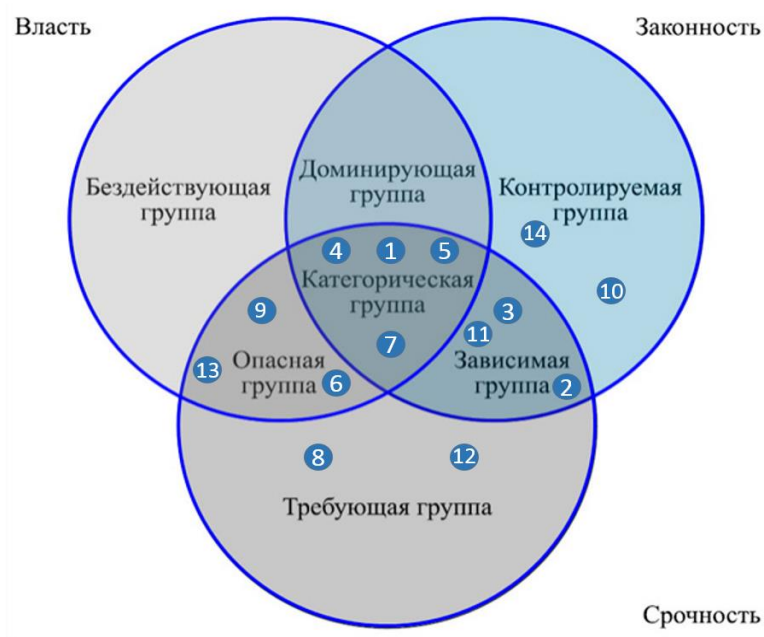 Власть
Законность
Доминирующая
группа
Бездействующая
группа
Контролируемая
группа
14
4 1 5
Категорическая
группа
10
9
3
11
7
Опасная
группа
13
6
Зависимая
группа
2
8
12
Требующая группа
Срочность